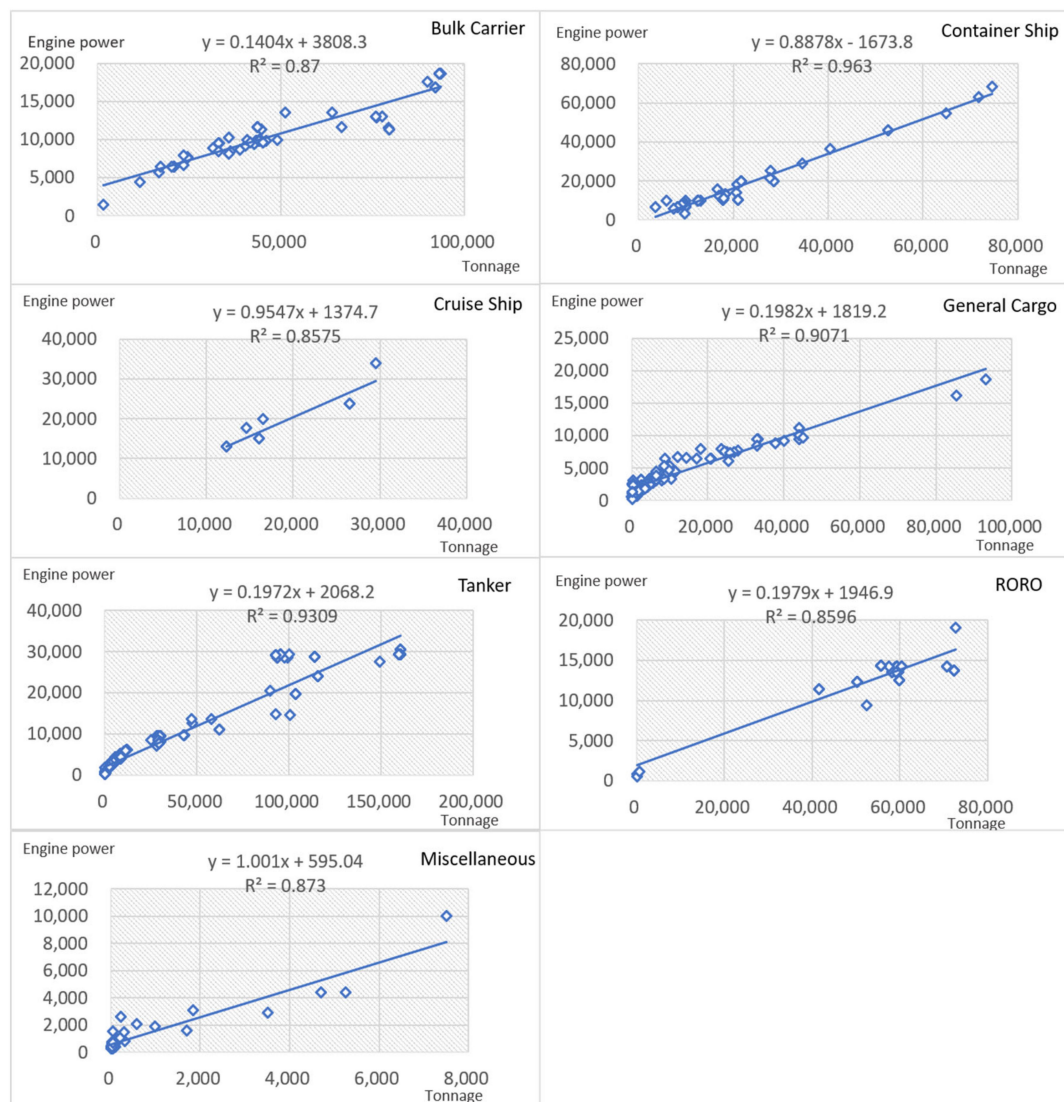 Bulk Carrier
Engine power
y = 0.1404x + 3808.3
R² = 0.87
20,000
15,000
10,000
5,000
0
0 50,000 100,000
Tonnage
Container Ship
Engine power
y = 0.8878x - 1673.8
R² = 0.963
80,000
60,000
40,000
20,000
0
0 20,000 40,000 60,000 80,000
Tonnage
Engine power
Cruise Ship
y = 0.9547x + 1374.7
R² = 0.8575
40,000
30,000
20,000
10,000
0
0 10,000 20,000 30,000 40,000
Tonnage
Engine power
General Cargo
y = 0.1982x + 1819.2
R² = 0.9071
25,000
20,000
15,000
10,000
5,000
0
0 20,000 40,000 60,000 80,000 100,000
Tonnage
Engine power
Tanker
y = 0.1972x + 2068.2
R² = 0.9309
40,000
30,000
20,000
10,000
0
0 50,000 100,000 150,000 200,000
Tonnage
Engine power
RORO
y = 0.1979x + 1946.9
R² = 0.8596
20,000
15,000
10,000
5,000
0
0 20,000 40,000 60,000 80,000
Tonnage
Engine power
Miscellaneous
y = 1.001x + 595.04
R² = 0.873
12,000
10,000
8,000
6,000
4,000
2,000
0
0 2,000 4,000 6,000 8,000
Tonnage